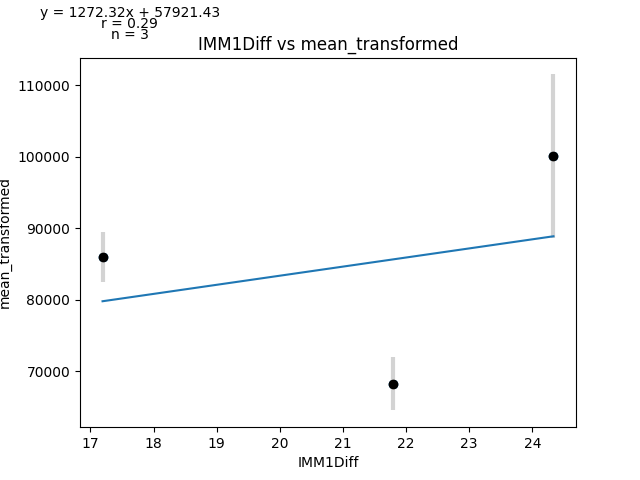 y = 1272.32x + 57921.43
r = 0.29
n = 3
IMM1Diff vs mean_transformed
mean_transformed
110000
100000
90000
80000
70000
17 18 19 20 21 22 23 24
IMM1Diff